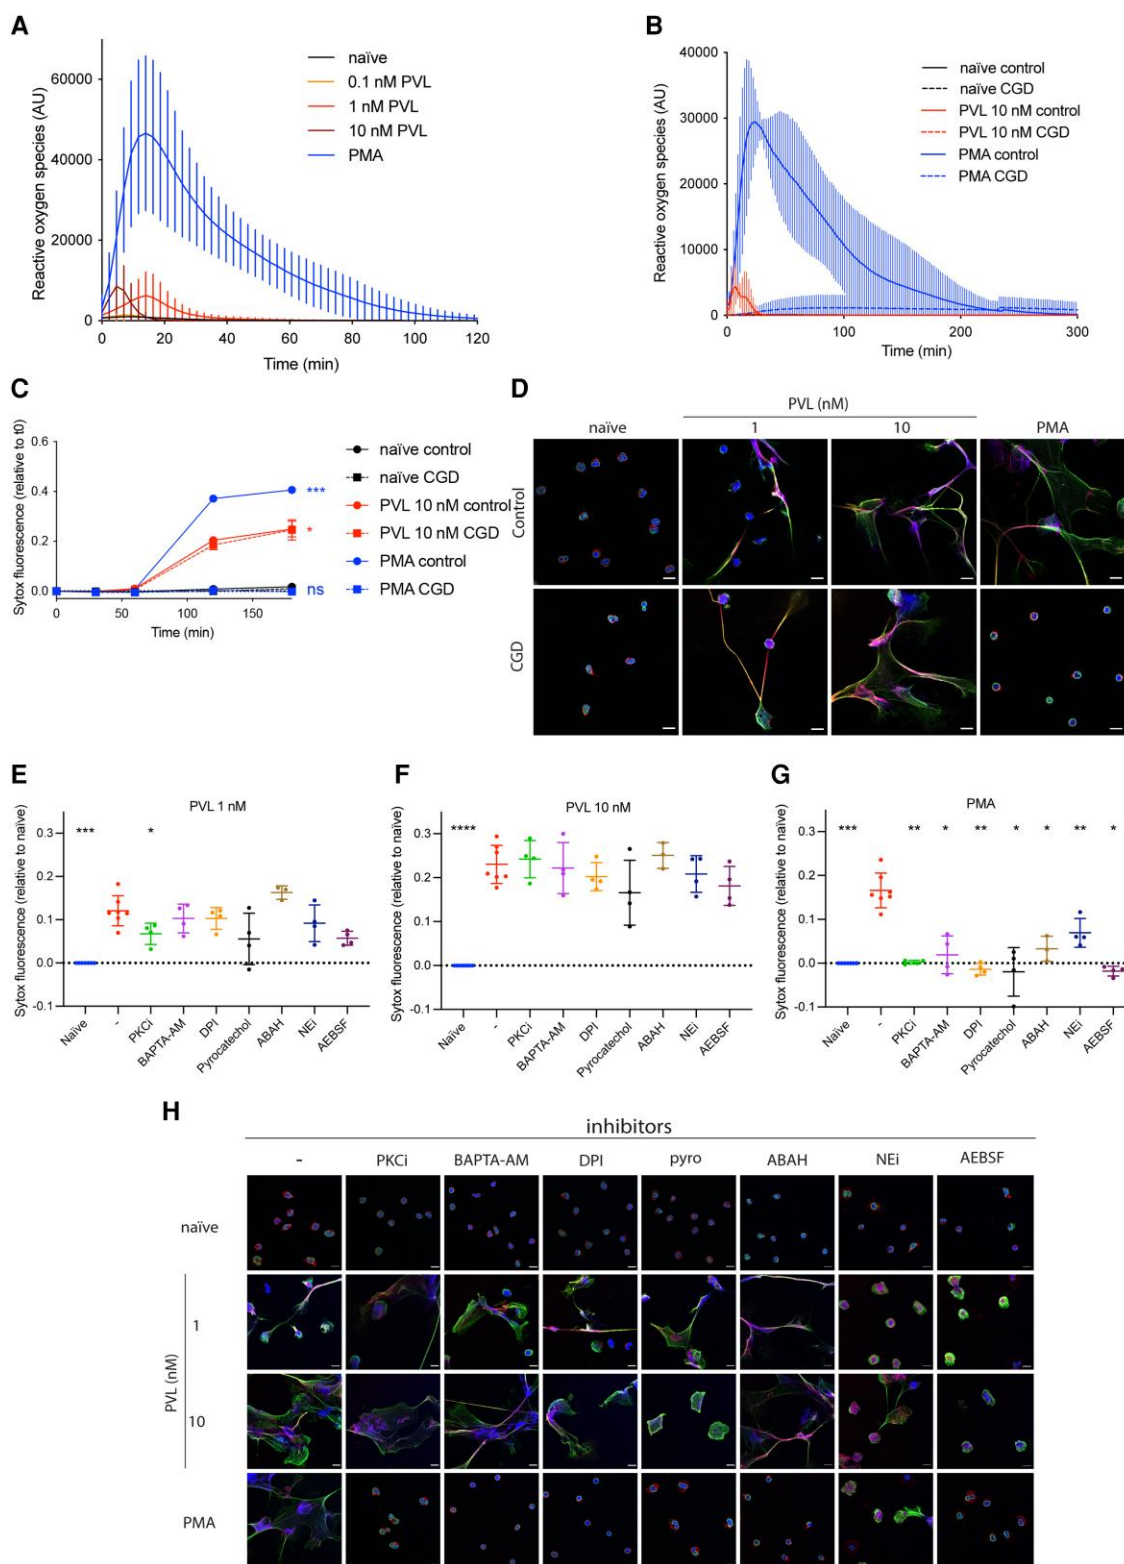 A
Reactive oxygen species (AU)
60000
40000
20000
0
0 20 40 60 80 100 120
Time (min)
naïve
0.1 nM PVL
1 nM PVL
10 nM PVL
PMA
B
Reactive oxygen species (AU)
40000
30000
20000
10000
0
0 100 200 300
Time (min)
naïve control
naïve CGD
PVL 10 nM control
PVL 10 nM CGD
PMA control
PMA CGD
C
Sytox fluorescence (relative to t0)
0.6
0.4
0.2
0.0
0 50 100 150
Time (min)
***
*
ns
naïve control
naïve CGD
PVL 10 nM control
PVL 10 nM CGD
PMA control
PMA CGD
D
PVL (nM)
naïve 1 10 PMA
Control
CGD
E
PVL 1 nM
Sytox fluorescence (relative to naïve)
0.3
0.2
0.1
0.0
-0.1
*** *
Naïve - PKCi BAPTA-AM DPI Pyrocatechol ABAH NEi AEBSF
F
PVL 10 nM
Sytox fluorescence (relative to naïve)
0.3
0.2
0.1
0.0
-0.1
****
Naïve - PKCi BAPTA-AM DPI Pyrocatechol ABAH NEi AEBSF
G
PMA
Sytox fluorescence (relative to naïve)
0.3
0.2
0.1
0.0
-0.1
*** ** * ** * * ** *
Naïve - PKCi BAPTA-AM DPI Pyrocatechol ABAH NEi AEBSF
H
inhibitors
- PKCi BAPTA-AM DPI pyro ABAH NEi AEBSF
naïve
PVL (nM)
1
10
PMA